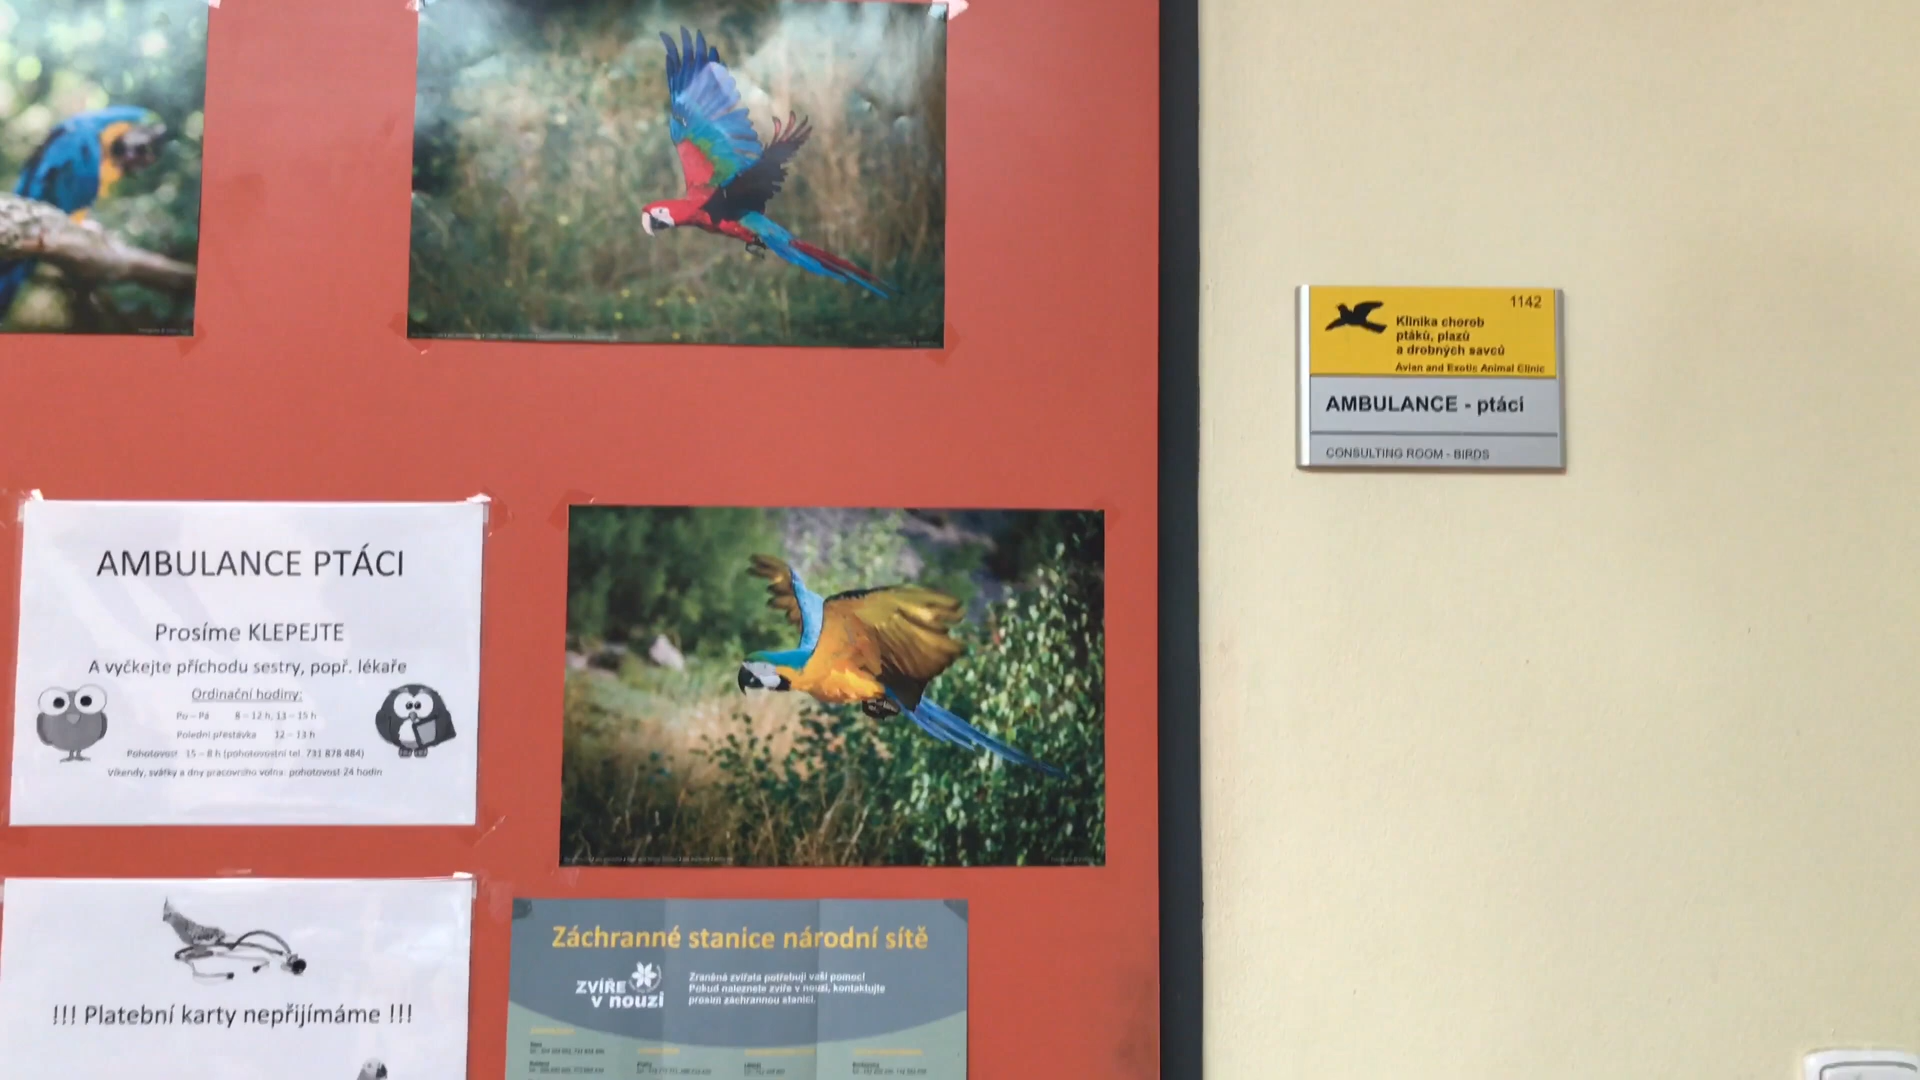 1142
Klinika chorob
ptáků, plazů
a drobných savců
Avian and Exotic Animal Clinic
AMBULANCE - ptáci
CONSULTING ROOM - BIRDS
AMBULANCE PTÁCI
Prosíme KLEPEJTE
A vyčkejte příchodu sestry, popř. lékaře
Ordinační hodiny:
Po – Pá 8 – 12 h, 13 – 15 h
Polední přestávka 12 – 13 h
Pohotovost 15 – 8 h (pohotovostní tel. 731 878 484)
Víkendy, svátky a dny pracovního volna pohotovost 24 hodin
!!! Platební karty nepřijímáme !!!
Záchranné stanice národní sítě
ZVÍŘE
v nouzi
Zraněná zvířata potřebují vaši pomoc!
Pokud naleznete zvíře v nouzi, kontaktujte
prosím záchrannou stanici.